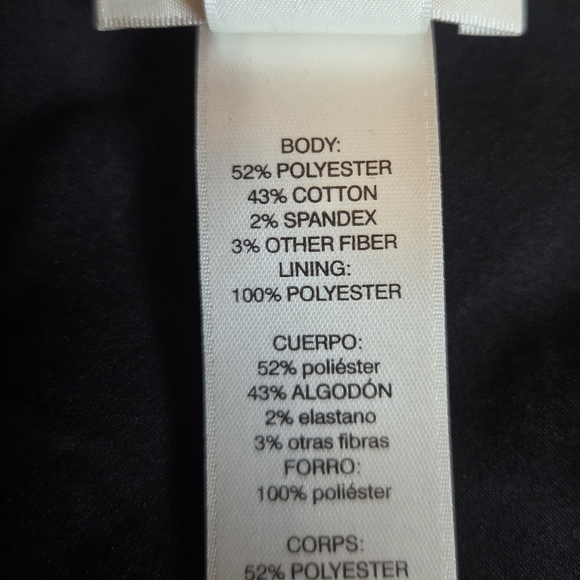 BODY:
52% POLYESTER
43% COTTON
2% SPANDEX
3% OTHER FIBER
LINING:
100% POLYESTER
CUERPO:
52% poliéster
43% ALGODÓN
2% elastano
3% otras fibras
FORRO:
100% poliéster
CORPS:
52% POLYESTER